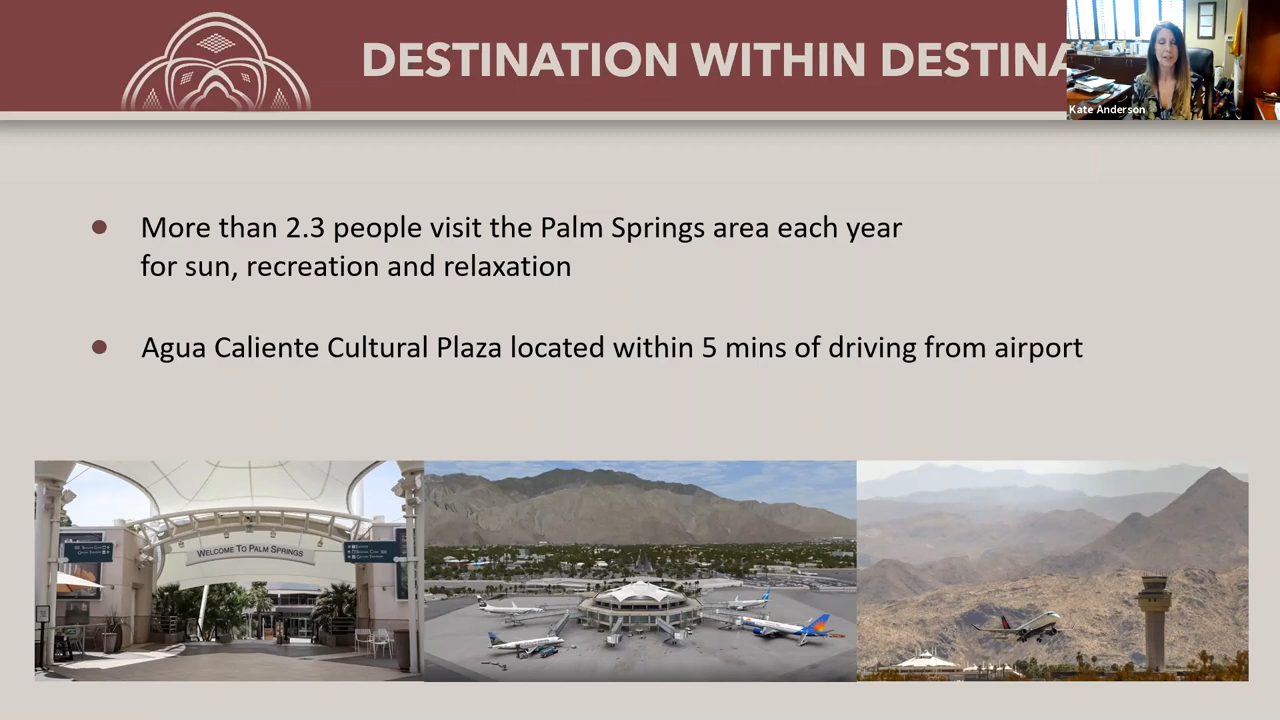 DESTINATION WITHIN DESTINA
Kate Anderson
More than 2.3 people visit the Palm Springs area each year
for sun, recreation and relaxation
Agua Caliente Cultural Plaza located within 5 mins of driving from airport
WELCOME TO PALM SPRINGS